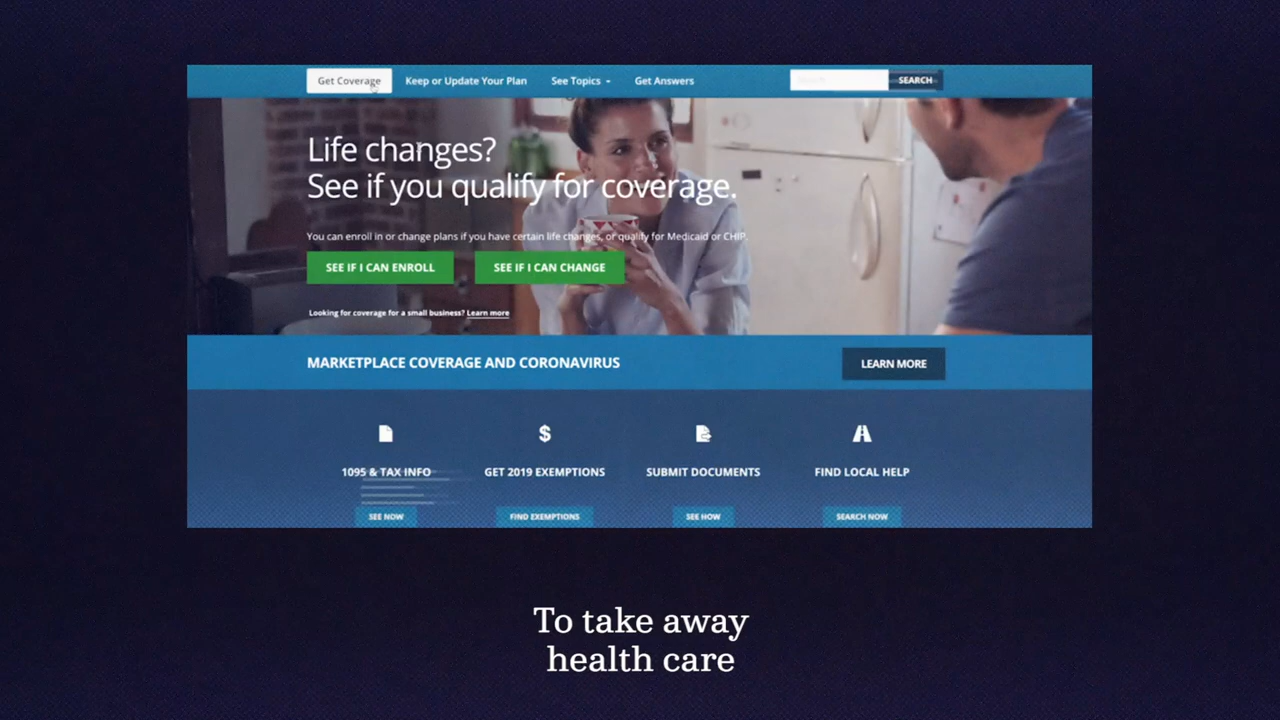 Get Coverage Keep or Update Your Plan See Topics Get Answers SEARCH
Life changes?
See if you qualify for coverage.
You can enroll in or change plans if you have certain life changes, or qualify for Medicaid or CHIP.
SEE IF I CAN ENROLL SEE IF I CAN CHANGE
Looking for coverage for a small business? Learn more
MARKETPLACE COVERAGE AND CORONAVIRUS LEARN MORE
1095 & TAX INFO GET 2019 EXEMPTIONS SUBMIT DOCUMENTS FIND LOCAL HELP
SEE NOW FIND EXEMPTIONS SEE HOW SEARCH NOW
To take away
health care